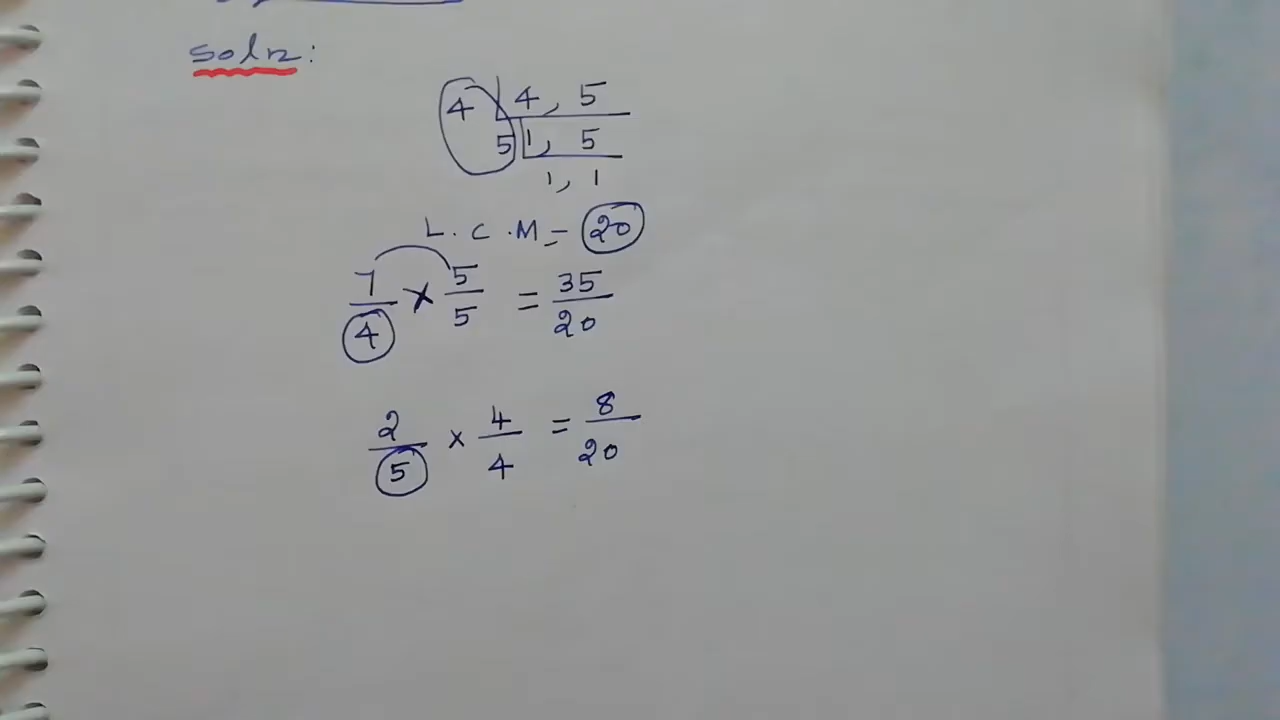 Soln:
4 | 4, 5
5 | 1, 5
1, 1
L.C.M = 20
7/4 × 5/5 = 35/20
2/5 × 4/4 = 8/20